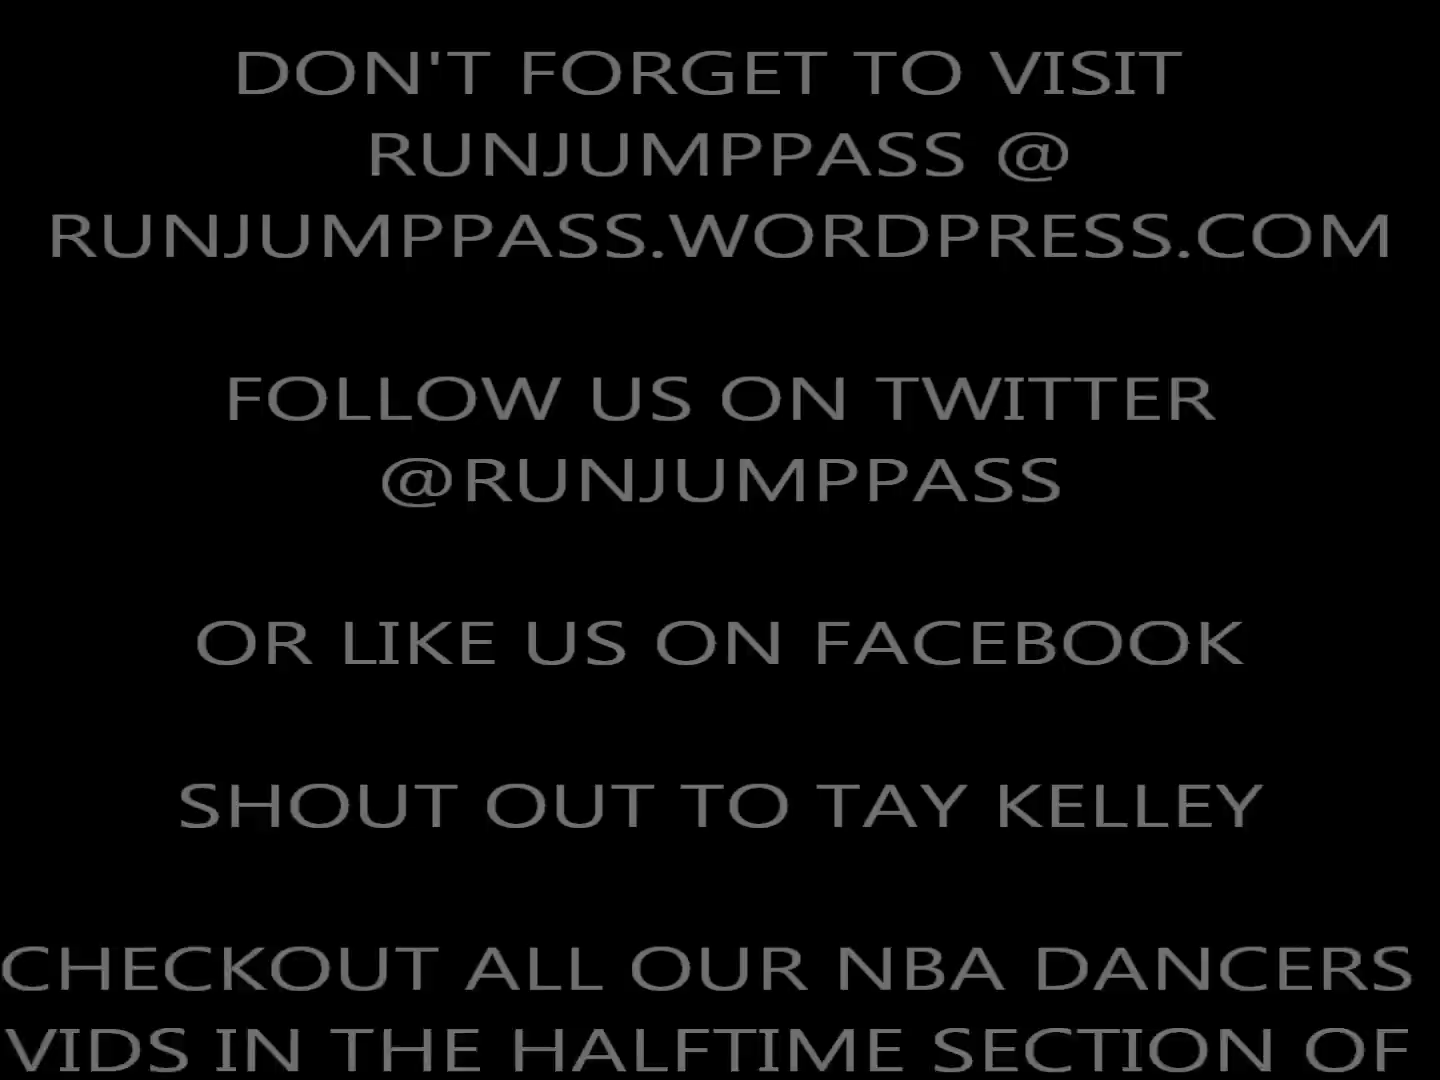 DON'T FORGET TO VISIT
RUNJUMPPASS @
RUNJUMPPASS.WORDPRESS.COM
FOLLOW US ON TWITTER
@RUNJUMPPASS
OR LIKE US ON FACEBOOK
SHOUT OUT TO TAY KELLEY
CHECKOUT ALL OUR NBA DANCERS
VIDS IN THE HALFTIME SECTION OF